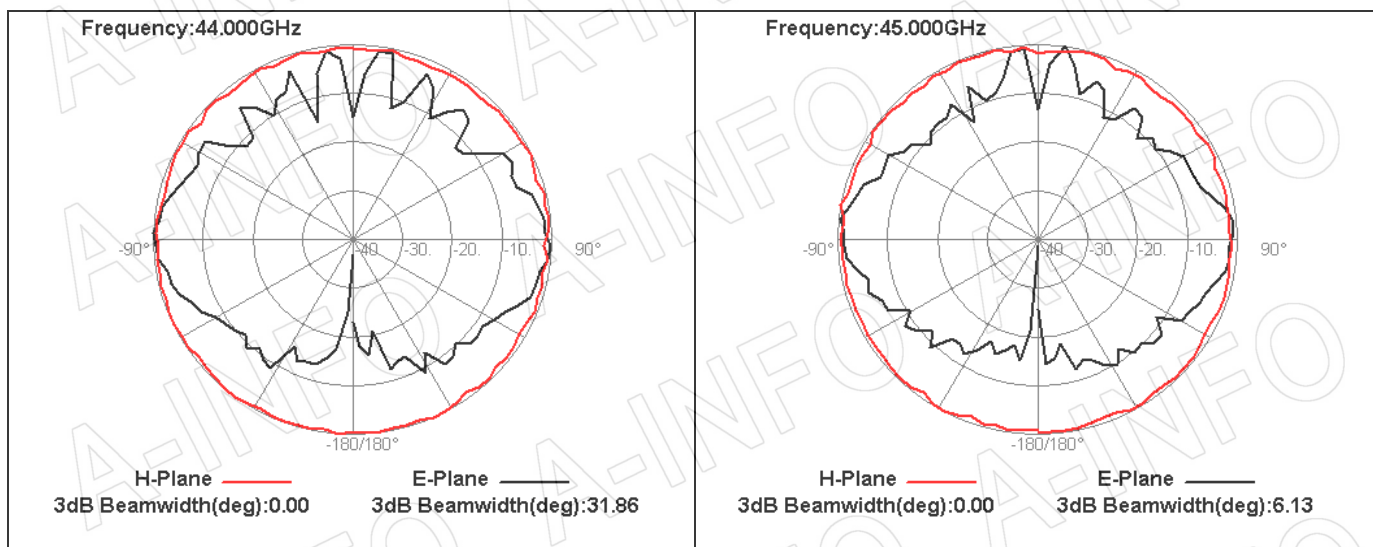 Frequency:44.000GHz
-90°
-40
-30.
-20.
-10.
90°
-180/180°
H-Plane
E-Plane
3dB Beamwidth(deg):0.00
3dB Beamwidth(deg):31.86
Frequency:45.000GHz
-90°
-40
-30.
-20.
-10.
90°
-180/180°
H-Plane
E-Plane
3dB Beamwidth(deg):0.00
3dB Beamwidth(deg):6.13
A-INFO